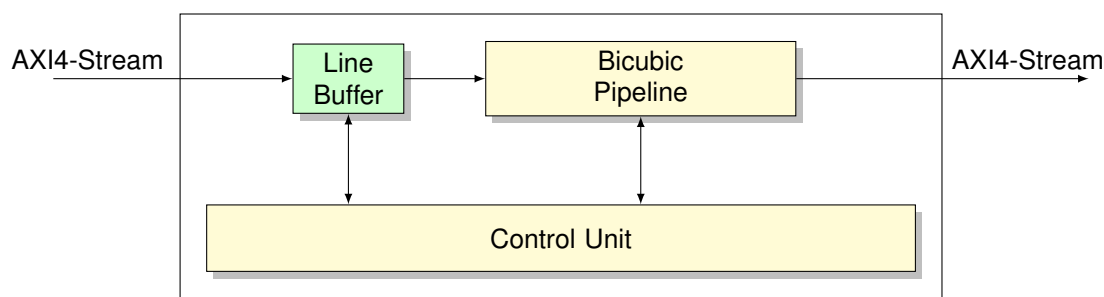 AXI4-Stream
Line
Buffer
Bicubic
Pipeline
AXI4-Stream
Control Unit